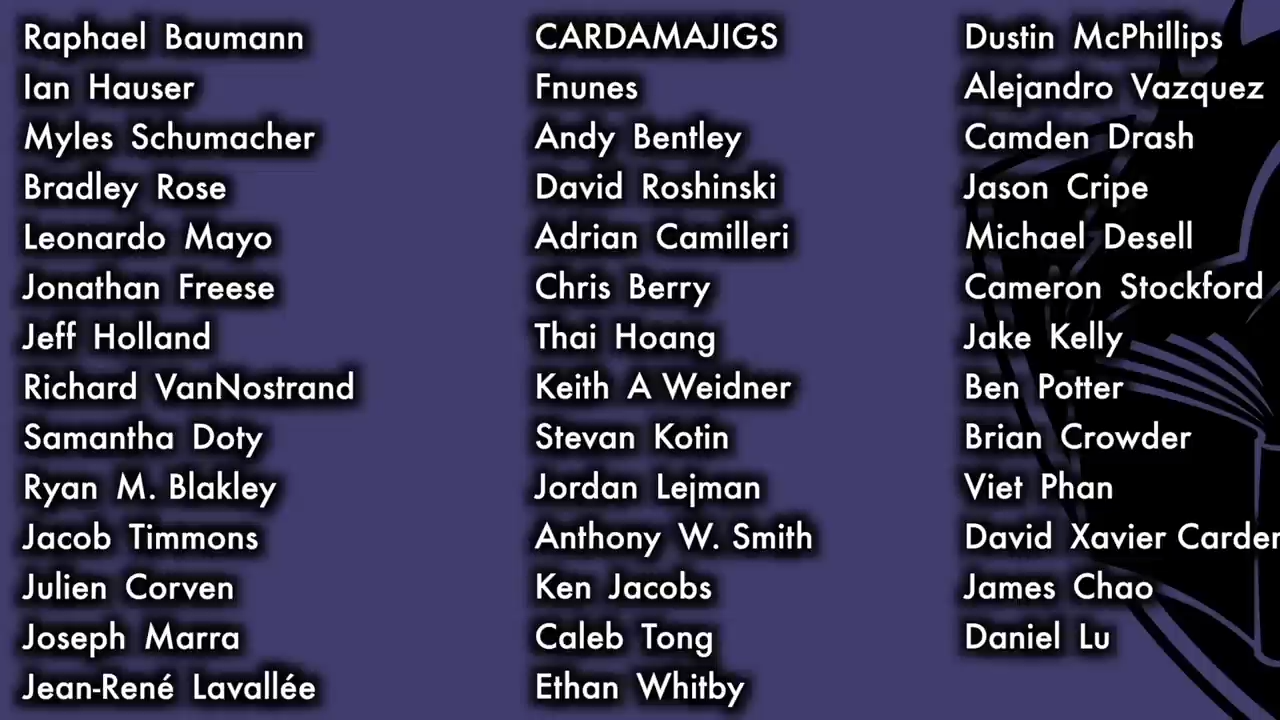 Raphael Baumann
Ian Hauser
Myles Schumacher
Bradley Rose
Leonardo Mayo
Jonathan Freese
Jeff Holland
Richard VanNostrand
Samantha Doty
Ryan M. Blakley
Jacob Timmons
Julien Corven
Joseph Marra
Jean-René Lavallée
CARDAMAJIGS
Fnunes
Andy Bentley
David Roshinski
Adrian Camilleri
Chris Berry
Thai Hoang
Keith A Weidner
Stevan Kotin
Jordan Lejman
Anthony W. Smith
Ken Jacobs
Caleb Tong
Ethan Whitby
Dustin McPhillips
Alejandro Vazquez
Camden Drash
Jason Cripe
Michael Desell
Cameron Stockford
Jake Kelly
Ben Potter
Brian Crowder
Viet Phan
David Xavier
James Chao
Daniel Lu